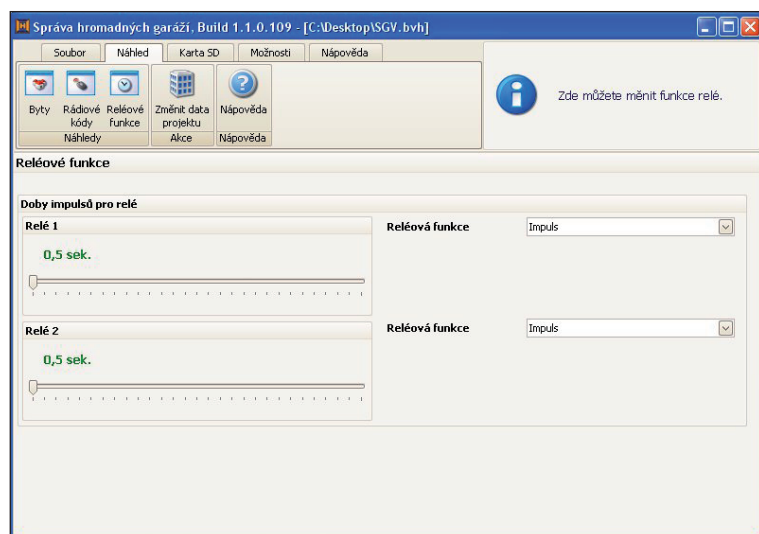 Správa hromadných garáží, Build 1.1.0.109 - [C:\Desktop\SGV.bvh]
Soubor Náhled Karta SD Možnosti Nápověda
Byty Rádiové kódy Reléové funkce Změnit data projektu Nápověda
Náhledy Akce Nápověda
Zde můžete měnit funkce relé.
Reléové funkce
Doby impulsů pro relé
Relé 1
0,5 sek.
Reléová funkce Impuls
Relé 2
0,5 sek.
Reléová funkce Impuls